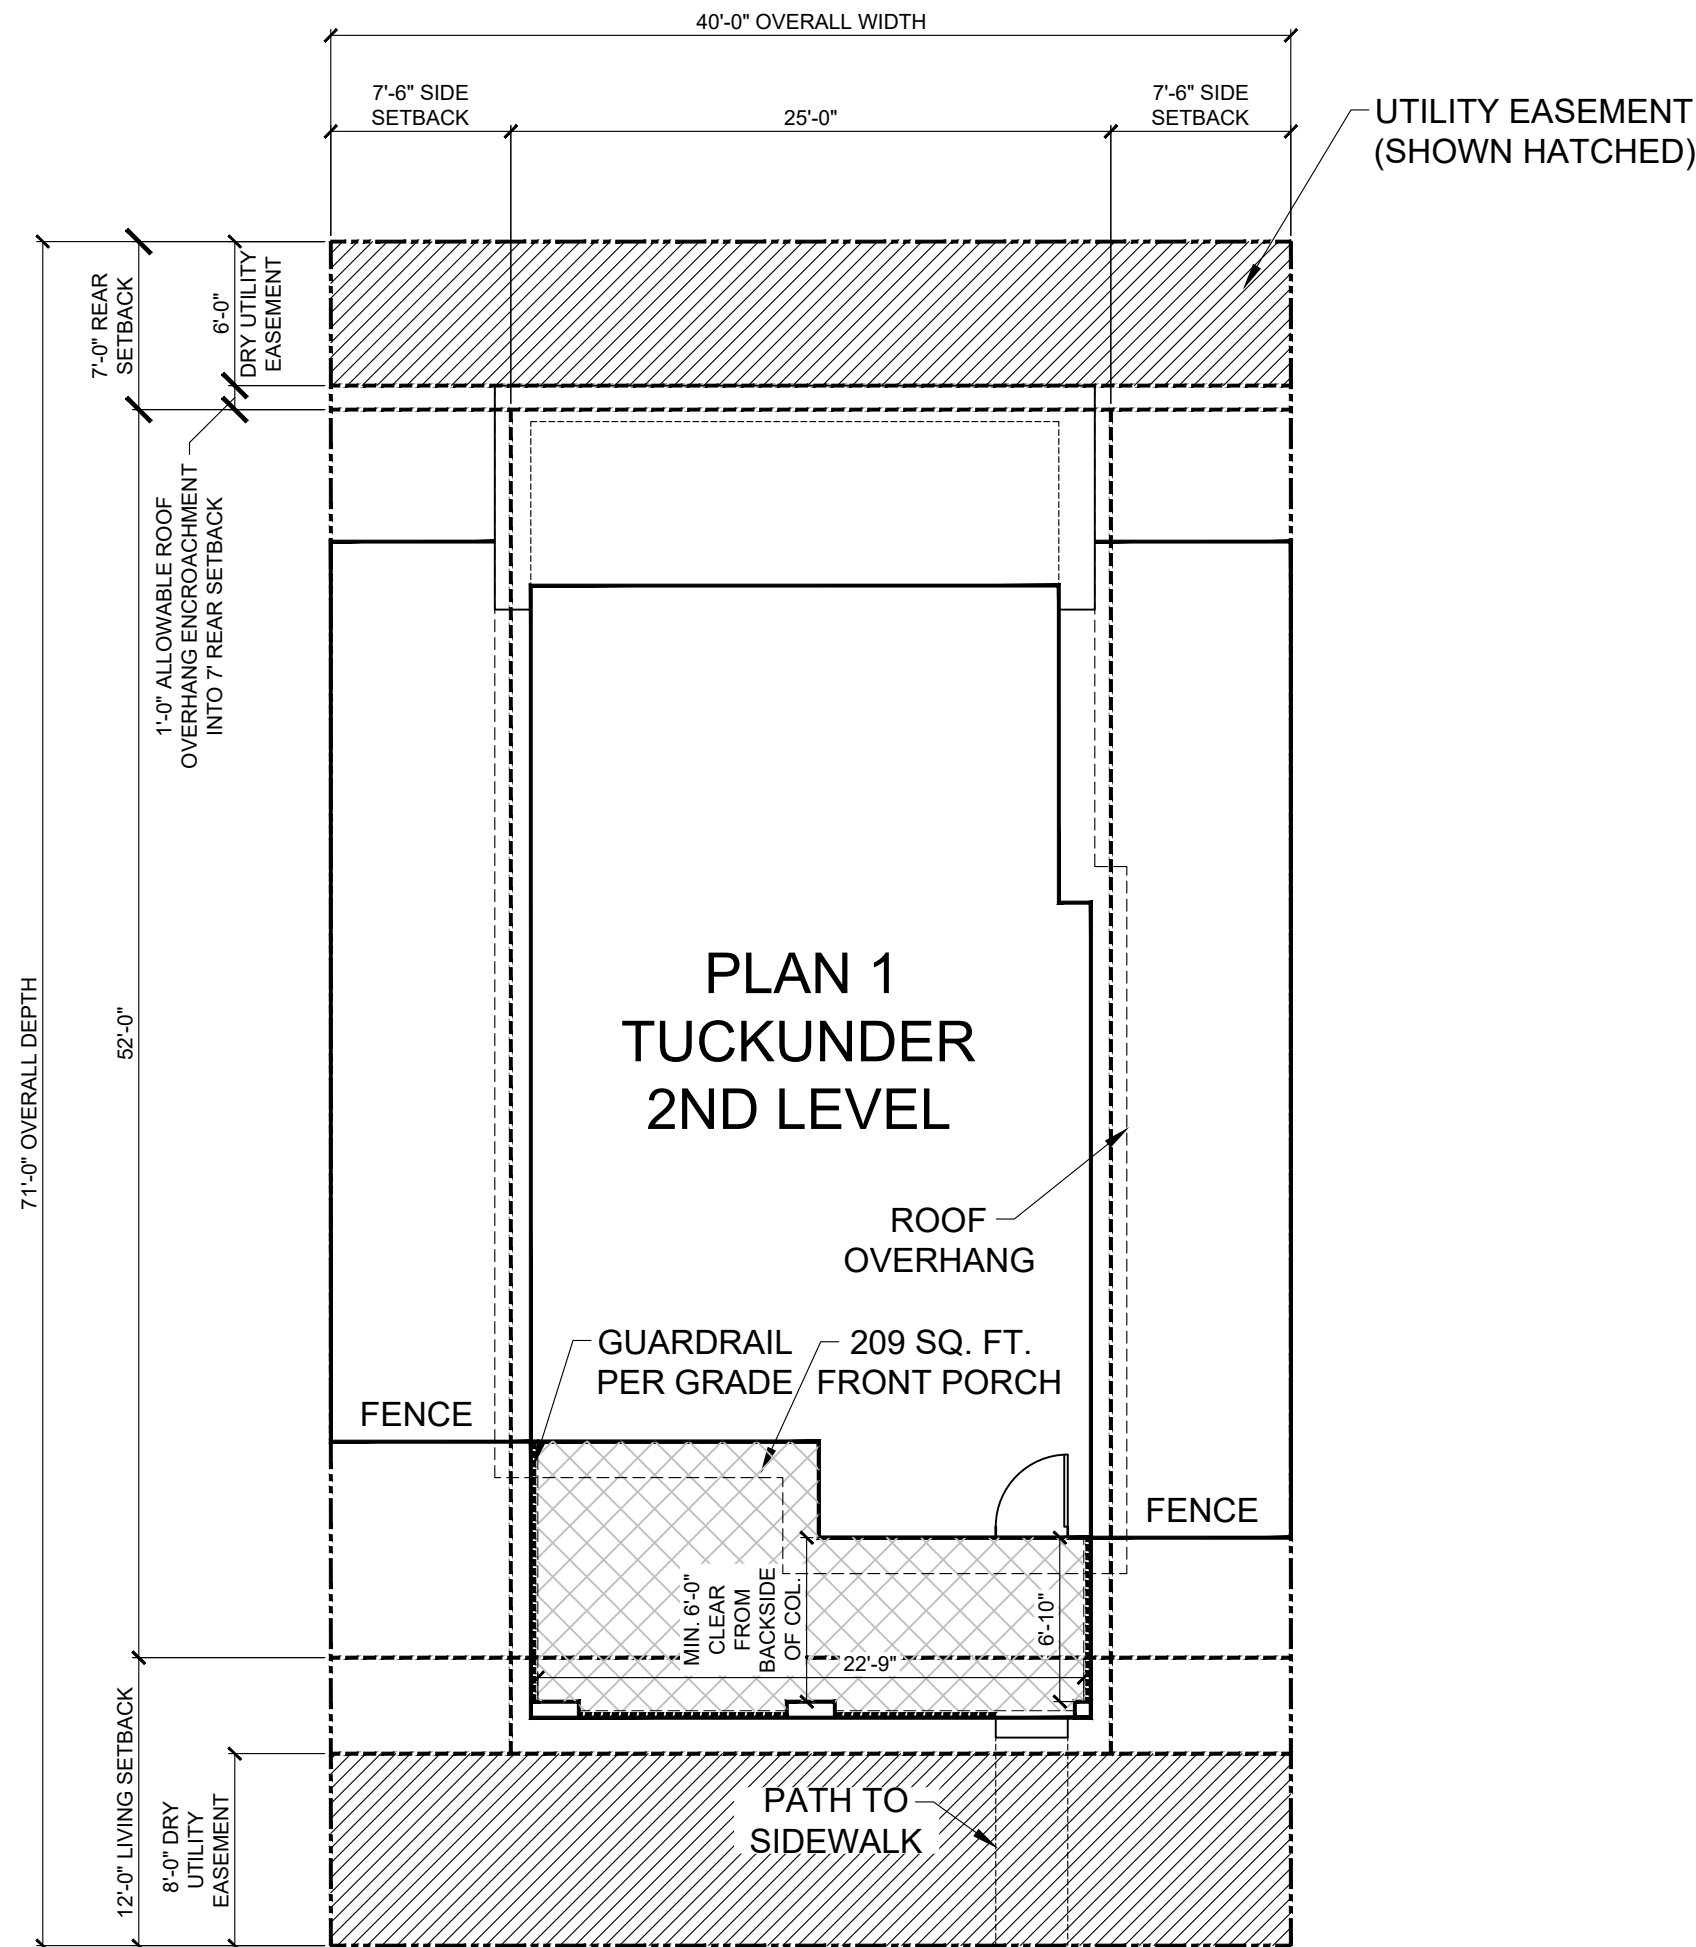 40'-0" OVERALL WIDTH
7'-6" SIDE
SETBACK
25'-0"
7'-6" SIDE
SETBACK
UTILITY EASEMENT
(SHOWN HATCHED)
7'-0" REAR
SETBACK
6'-0"
DRY UTILITY
EASEMENT
1'-0" ALLOWABLE ROOF
OVERHANG ENCROACHMENT
INTO 7' REAR SETBACK
71'-0" OVERALL DEPTH
52'-0"
PLAN 1
TUCKUNDER
2ND LEVEL
ROOF
OVERHANG
GUARDRAIL
PER GRADE
209 SQ. FT.
FRONT PORCH
FENCE
FENCE
MIN. 6'-0"
CLEAR
FROM
BACKSIDE
OF COL.
6'-10"
22'-9"
12'-0" LIVING SETBACK
8'-0" DRY
UTILITY
EASEMENT
PATH TO
SIDEWALK